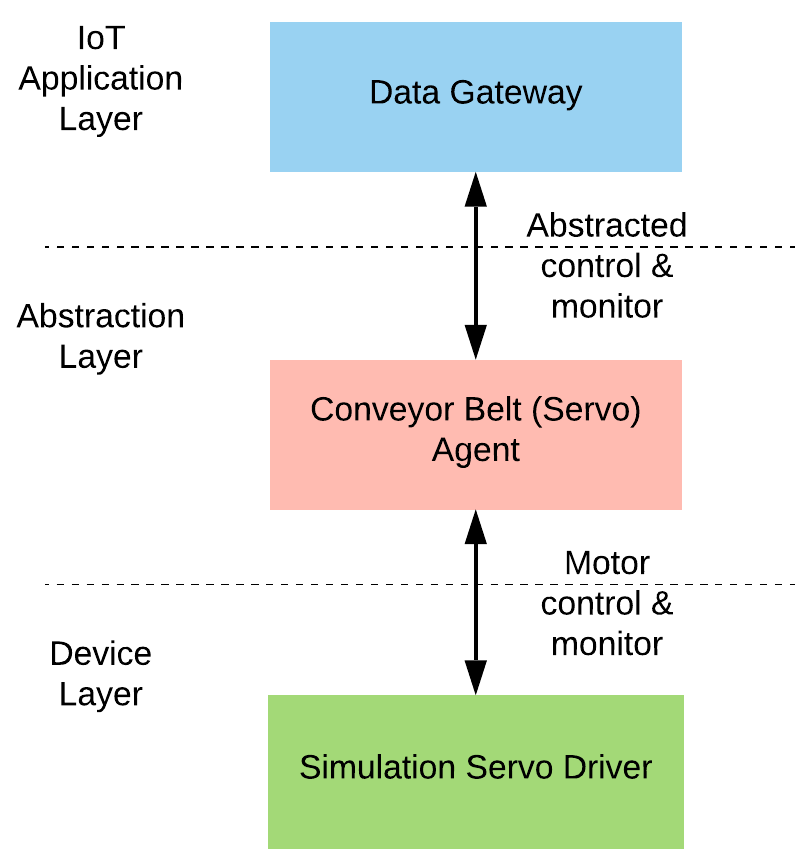 IoT
Application
Layer
Data Gateway
Abstracted
control &
monitor
Abstraction
Layer
Conveyor Belt (Servo)
Agent
Motor
control &
monitor
Device
Layer
Simulation Servo Driver